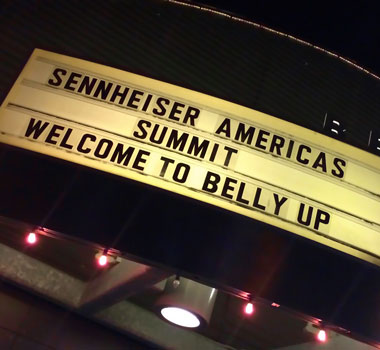 SENNHEISER AMERICAS
SUMMIT
WELCOME TO BELLY UP